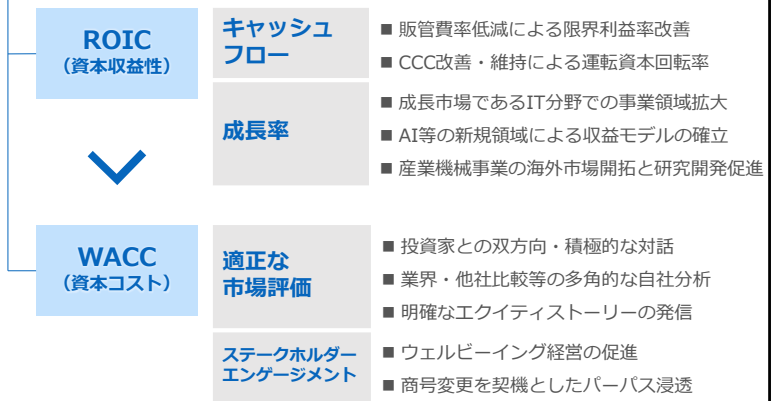 ROIC
（資本収益性）
キャッシュ
フロー
■ 販管費率低減による限界利益率改善
■ CCC改善・維持による運転資本回転率
成長率
■ 成長市場であるIT分野での事業領域拡大
■ AI等の新規領域による収益モデルの確立
■ 産業機械事業の海外市場開拓と研究開発促進
WACC
（資本コスト）
適正な
市場評価
■ 投資家との双方向・積極的な対話
■ 業界・他社比較等の多角的な自社分析
■ 明確なエクイティストーリーの発信
ステークホルダー
エンゲージメント
■ ウェルビーイング経営の促進
■ 商号変更を契機としたパーパス浸透